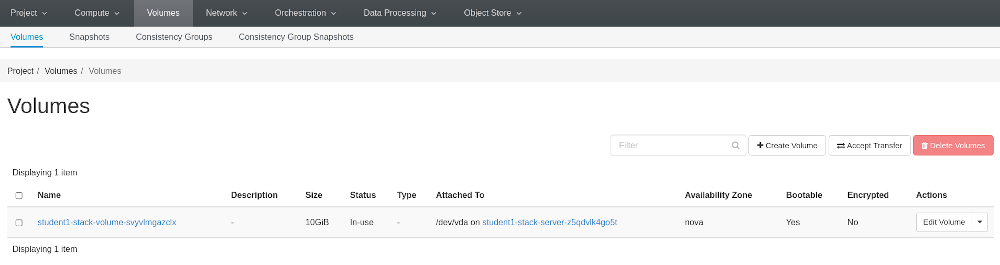 Project Compute Volumes Network Orchestration Data Processing Object Store
Volumes Snapshots Consistency Groups Consistency Group Snapshots
Project / Volumes / Volumes
Volumes
Filter Create Volume Accept Transfer Delete Volumes
Displaying 1 item
Name Description Size Status Type Attached To Availability Zone Bootable Encrypted Actions
student1-stack-volume-svyvlmgazclx - 10GiB In-use - /dev/vda on student1-stack-server-z5qdvlk4go5t nova Yes No Edit Volume
Displaying 1 item